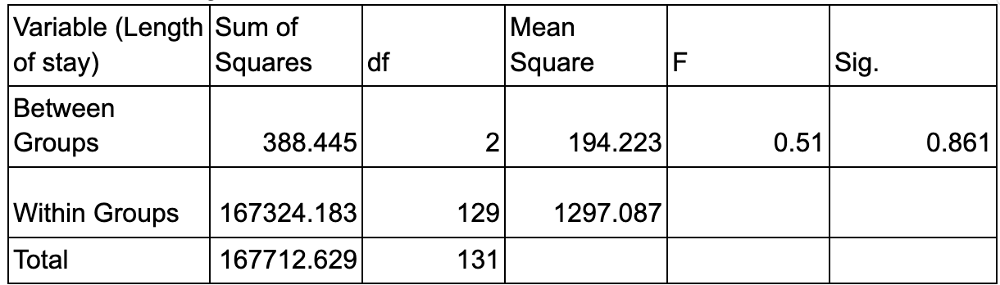 Variable (Length of stay) Sum of Squares df Mean Square F Sig.
Between Groups 388.445 2 194.223 0.51 0.861
Within Groups 167324.183 129 1297.087
Total 167712.629 131